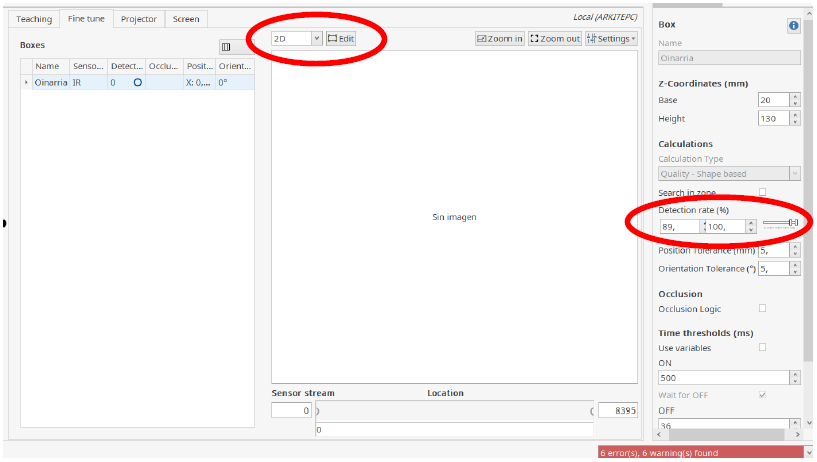 Teaching
Fine tune
Projector
Screen
Local (ARKITEPC)
Boxes
2D
Edit
Zoom in
Zoom out
Settings
Name Senso... Detect... Occlu... Posit... Orient...
Oinarria IR 0 X: 0,... 0°
Sin imagen
Sensor stream
Location
0
8395
0
Box
Name
Oinarria
Z-Coordinates (mm)
Base 20
Height 130
Calculations
Calculation Type
Quality - Shape based
Search in zone
Detection rate (%)
89, 100,
Position Tolerance (mm) 5,
Orientation Tolerance (°) 5,
Occlusion
Occlusion Logic
Time thresholds (ms)
Use variables
ON
500
Wait for OFF
OFF
36
6 error(s), 6 warning(s) found